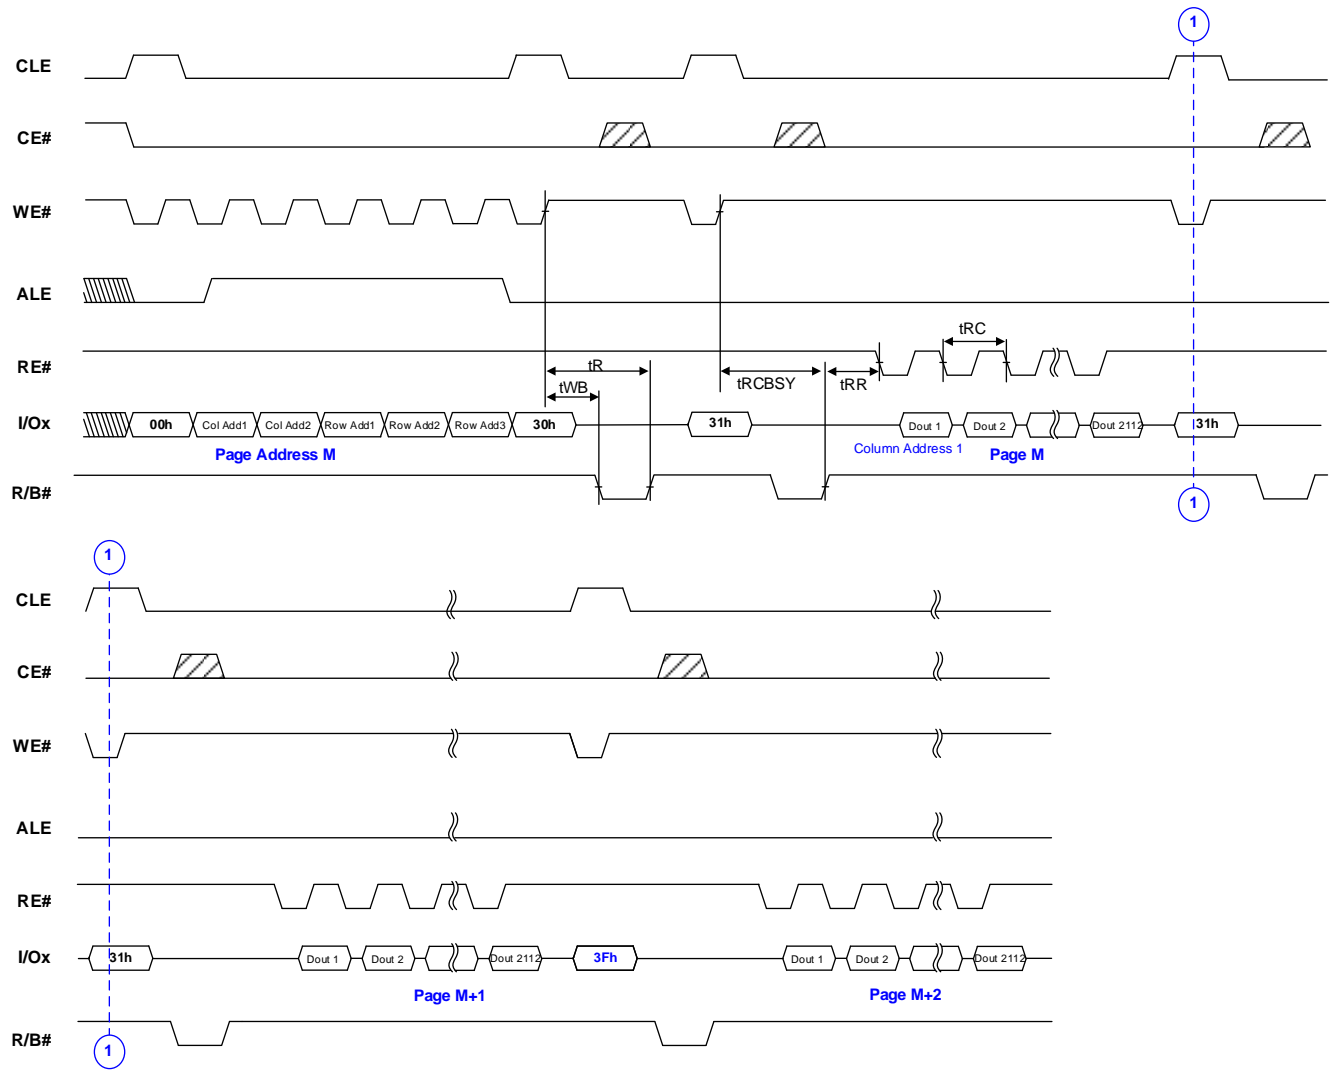 1
CLE
CE#
WE#
ALE
tRC
RE#
tR
tWB
tRCBSY
tRR
I/Ox 00h Col Add1 Col Add2 Row Add1 Row Add2 Row Add3 30h 31h Dout 1 Dout 2 Dout 2112 31h
Page Address M Column Address 1 Page M
R/B#
1
1
CLE
CE#
WE#
ALE
RE#
I/Ox 31h Dout 1 Dout 2 Dout 2112 3Fh Dout 1 Dout 2 Dout 2112
Page M+1 Page M+2
R/B#
1